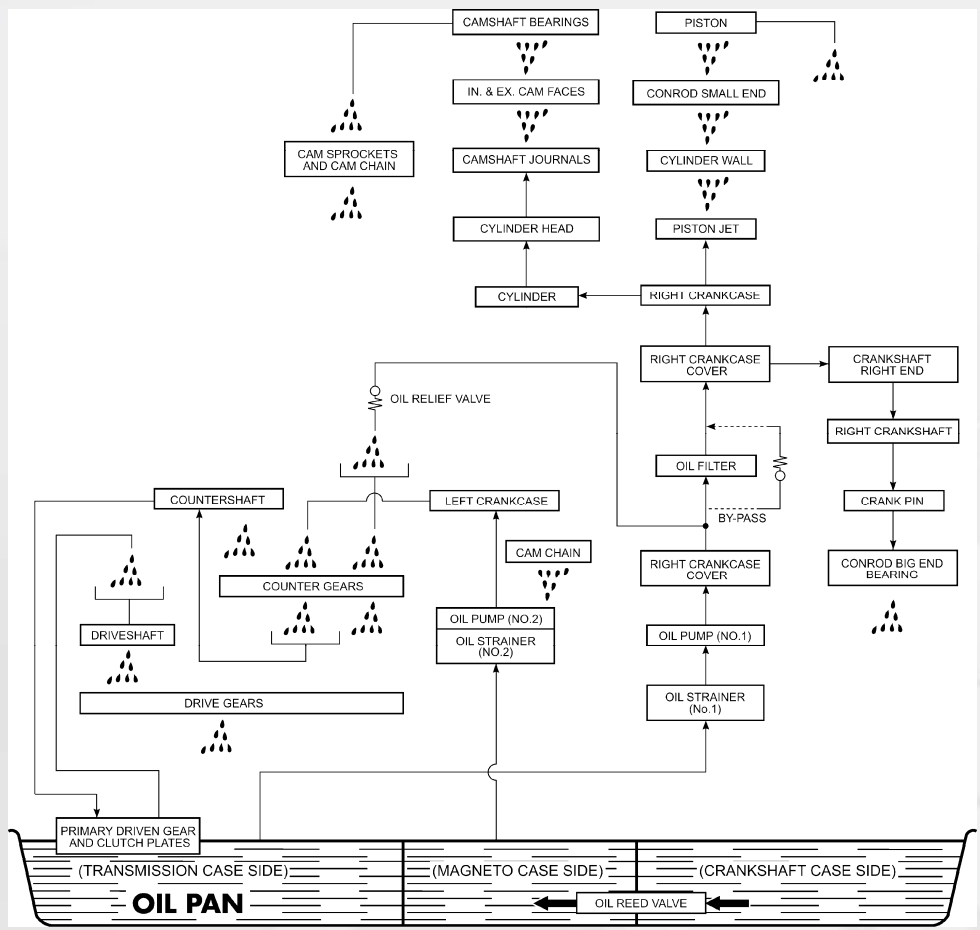 CAMSHAFT BEARINGS
PISTON
IN. & EX. CAM FACES
CONROD SMALL END
CAM SPROCKETS
AND CAM CHAIN
CAMSHAFT JOURNALS
CYLINDER WALL
CYLINDER HEAD
PISTON JET
CYLINDER
RIGHT CRANKCASE
RIGHT CRANKCASE
COVER
CRANKSHAFT
RIGHT END
OIL RELIEF VALVE
RIGHT CRANKSHAFT
OIL FILTER
COUNTERSHAFT
LEFT CRANKCASE
CRANK PIN
BY-PASS
CAM CHAIN
RIGHT CRANKCASE
COVER
CONROD BIG END
BEARING
COUNTER GEARS
OIL PUMP (NO.2)
OIL STRAINER
(NO.2)
DRIVESHAFT
OIL PUMP (NO.1)
DRIVE GEARS
OIL STRAINER
(No.1)
PRIMARY DRIVEN GEAR
AND CLUTCH PLATES
(TRANSMISSION CASE SIDE)
(MAGNETO CASE SIDE)
(CRANKSHAFT CASE SIDE)
OIL PAN
OIL REED VALVE